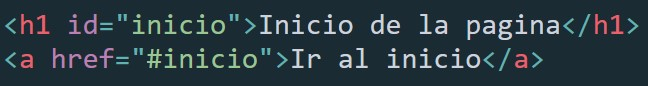 <h1 id="inicio">Inicio de la pagina</h1>
<a href="#inicio">Ir al inicio</a>